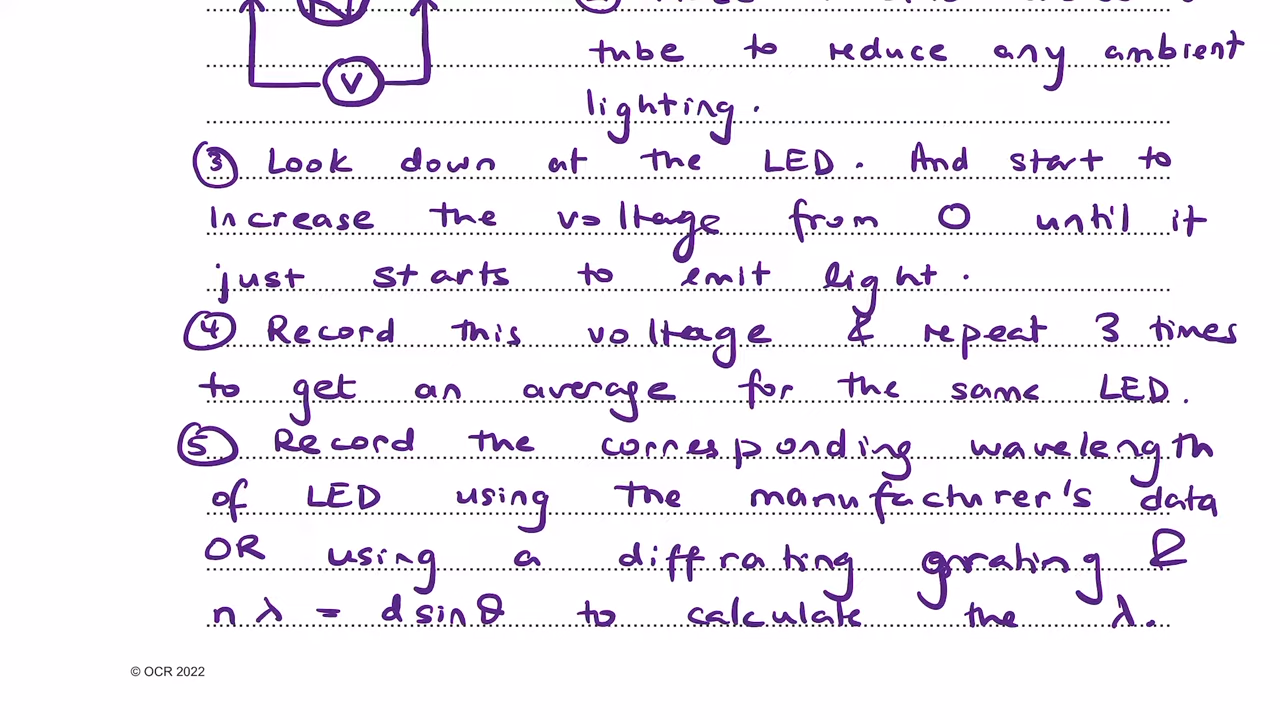 tube to reduce any ambient
V
lighting.
③ Look down at the LED. And start to
increase the voltage from 0 until it
just starts to emit light.
④ Record this voltage & repeat 3 times
to get an average for the same LED.
⑤ Record the corresponding wavelength
of LED using the manufacturer's data
OR using a diffrating grating &
nλ = dsinθ to calculate the λ.
© OCR 2022